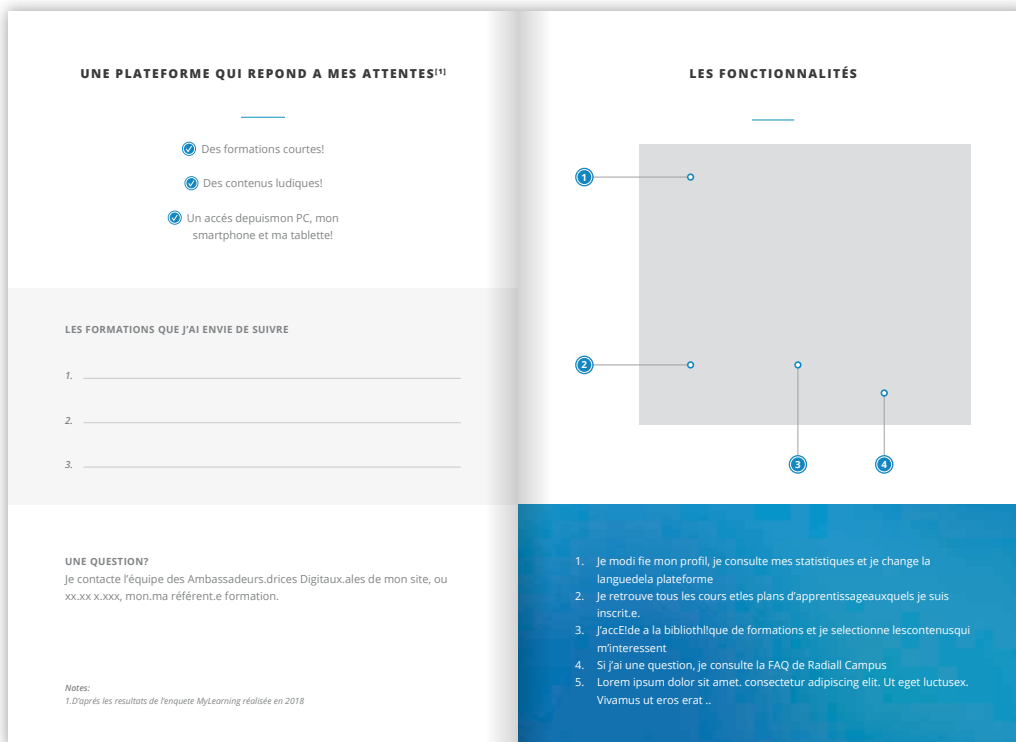 UNE PLATEFORME QUI REPOND A MES ATTENTES[1]
Des formations courtes!
Des contenus ludiques!
Un accés depuismon PC, mon
smartphone et ma tablette!
LES FORMATIONS QUE J'AI ENVIE DE SUIVRE
1.
2.
3.
UNE QUESTION?
Je contacte l'équipe des Ambassadeurs.drices Digitaux.ales de mon site, ou
xx.xx x.xxx, mon.ma référent.e formation.
Notes:
1.D'aprés les resultats de l'enquete MyLearning réalisée en 2018
LES FONCTIONNALITÉS
1
2
3
4
1. Je modi fie mon profil, je consulte mes statistiques et je change la
languedela plateforme
2. Je retrouve tous les cours etles plans d'apprentissageauxquels je suis
inscrit.e.
3. J'accE!de a la bibliothl!que de formations et je selectionne lescontenusqui
m'interessent
4. Si j'ai une question, je consulte la FAQ de Radiall Campus
5. Lorem ipsum dolor sit amet. consectetur adipiscing elit. Ut eget luctusex.
Vivamus ut eros erat ..